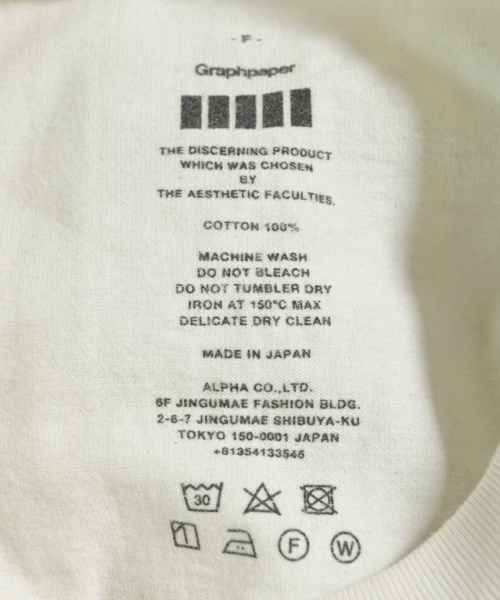 - F -
Graphpaper
THE DISCERNING PRODUCT
WHICH WAS CHOSEN
BY
THE AESTHETIC FACULTIES.
COTTON 100%
MACHINE WASH
DO NOT BLEACH
DO NOT TUMBLER DRY
IRON AT 150°C MAX
DELICATE DRY CLEAN
MADE IN JAPAN
ALPHA CO.,LTD.
6F JINGUMAE FASHION BLDG.
2-6-7 JINGUMAE SHIBUYA-KU
TOKYO 150-0001 JAPAN
+81354133546
30
F W